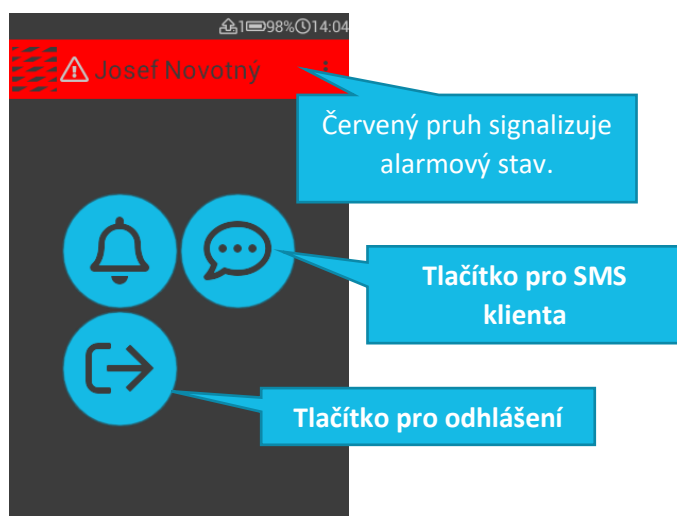 1 98% 14:04
Josef Novotný
Červený pruh signalizuje
alarmový stav.
Tlačítko pro SMS
klienta
Tlačítko pro odhlášení